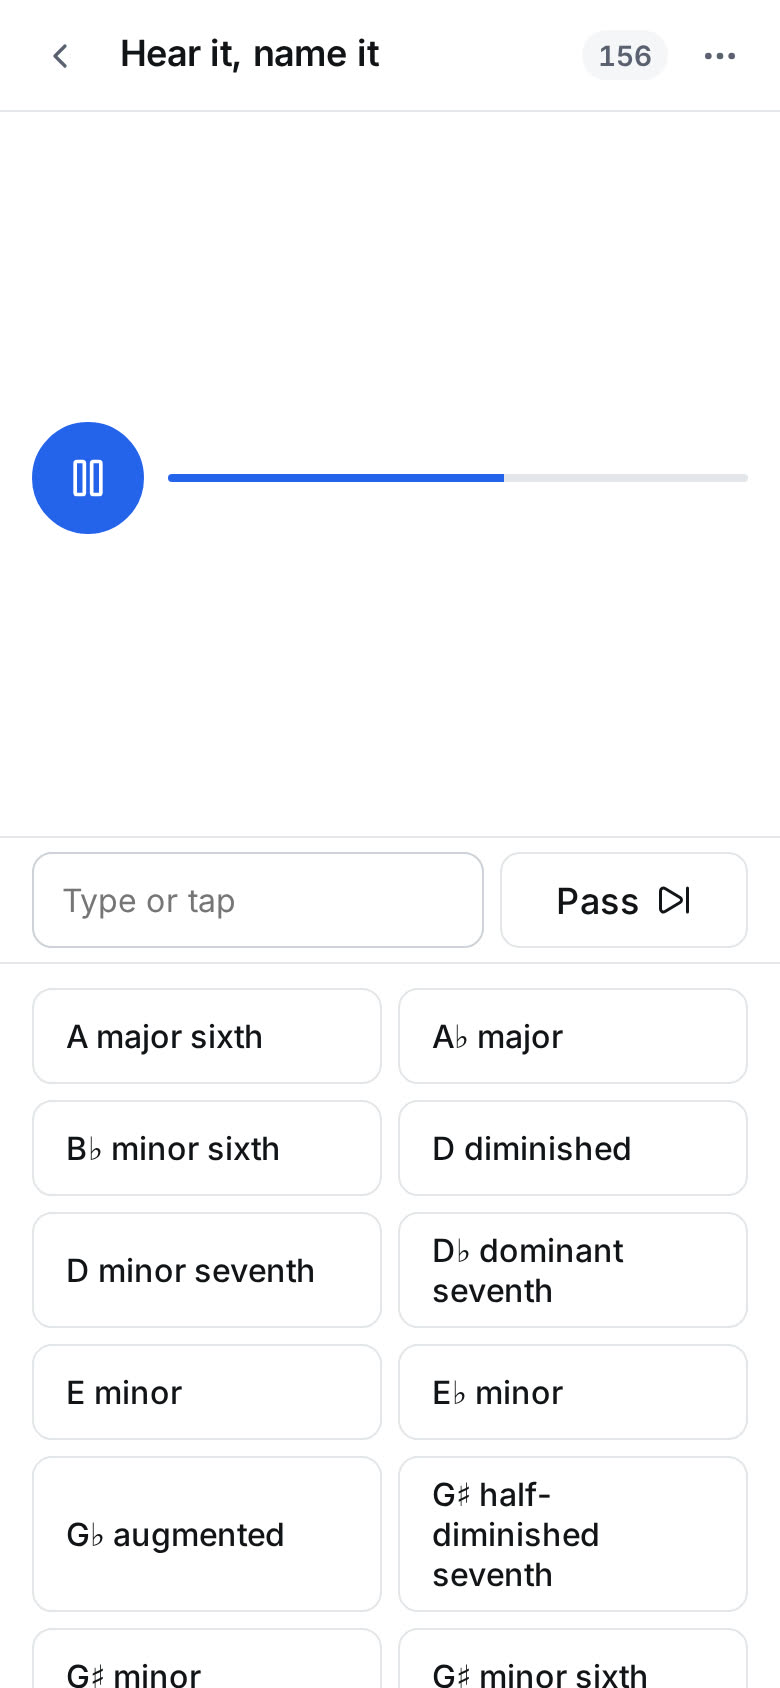 Hear it, name it
156
Type or tap
Pass
A major sixth
A♭ major
B♭ minor sixth
D diminished
D minor seventh
D♭ dominant
seventh
E minor
E♭ minor
G♭ augmented
G♯ half-
diminished
seventh
G♯ minor
G♯ minor sixth